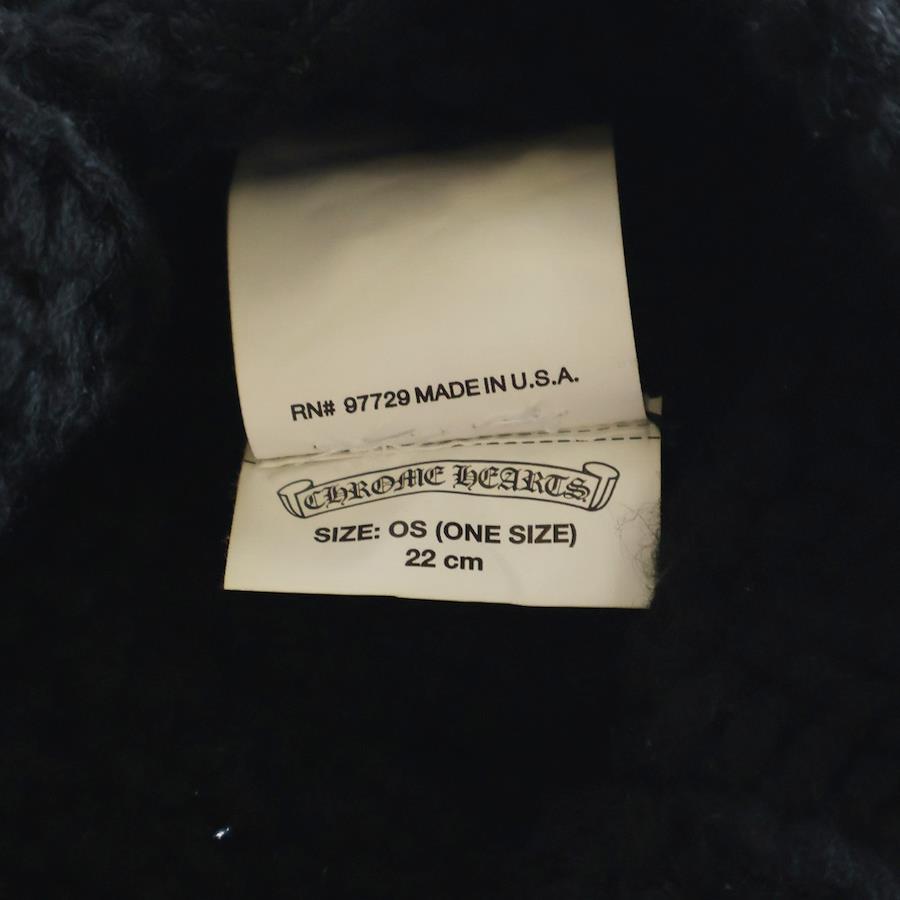 RN# 97729 MADE IN U.S.A.
CHROME HEARTS
SIZE: OS (ONE SIZE)
22 cm